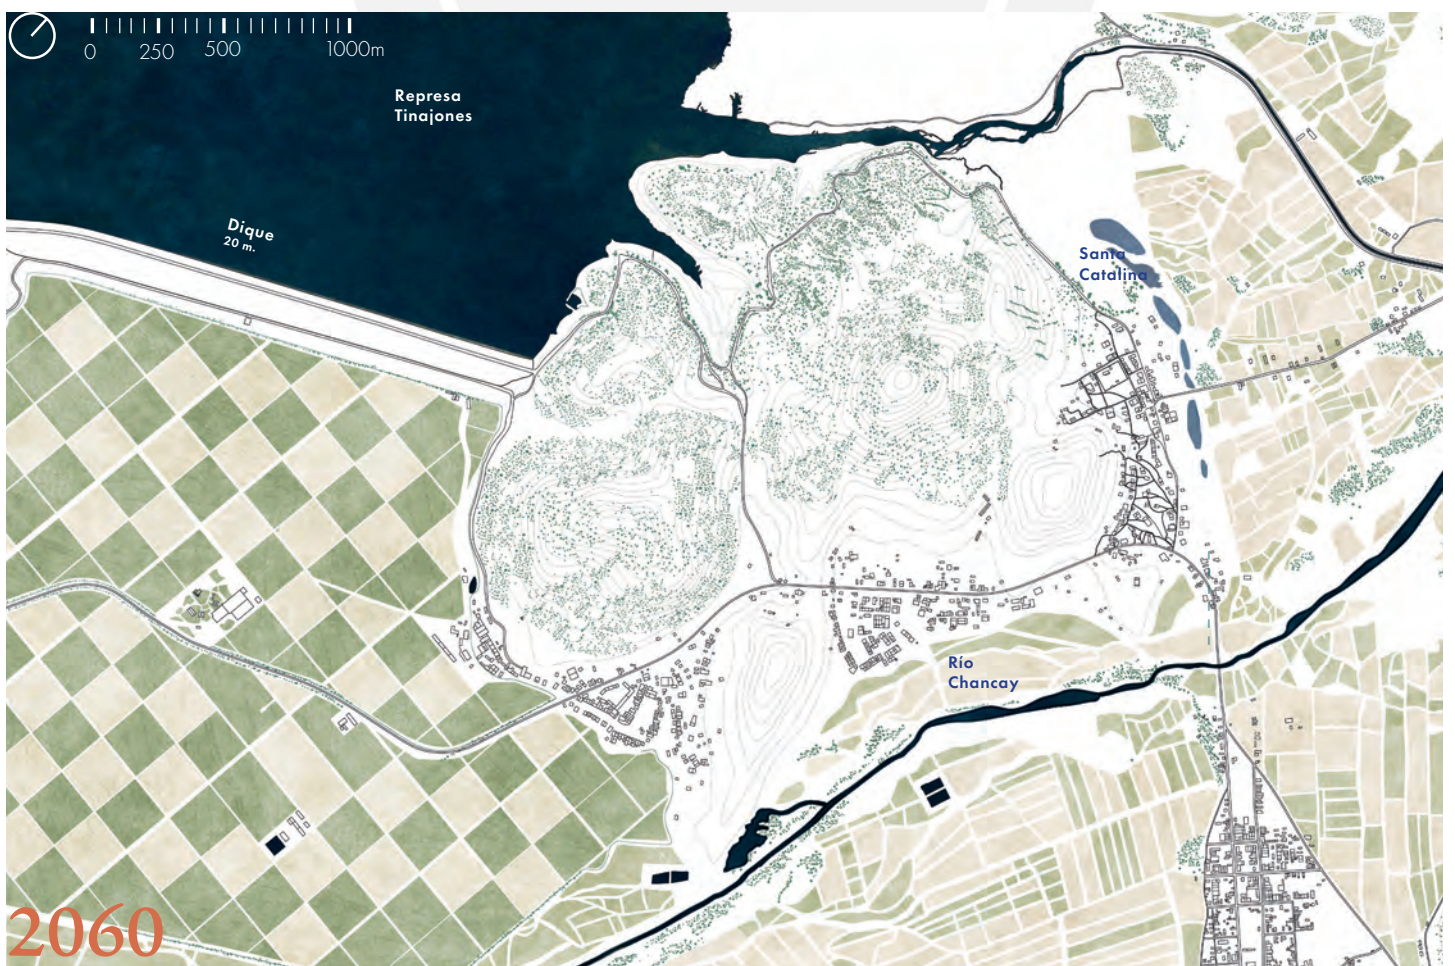 0 250 500 1000m
Represa
Tinajones
Dique
20 m.
Santa
Catalina
Río
Chancay
2060